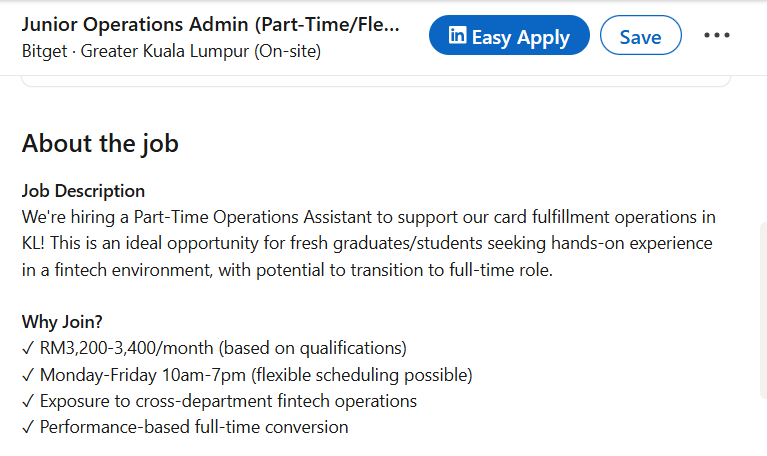 Junior Operations Admin (Part-Time/Fle...
Bitget · Greater Kuala Lumpur (On-site)
in Easy Apply
Save
About the job
Job Description
We're hiring a Part-Time Operations Assistant to support our card fulfillment operations in
KL! This is an ideal opportunity for fresh graduates/students seeking hands-on experience
in a fintech environment, with potential to transition to full-time role.
Why Join?
✓ RM3,200-3,400/month (based on qualifications)
✓ Monday-Friday 10am-7pm (flexible scheduling possible)
✓ Exposure to cross-department fintech operations
✓ Performance-based full-time conversion